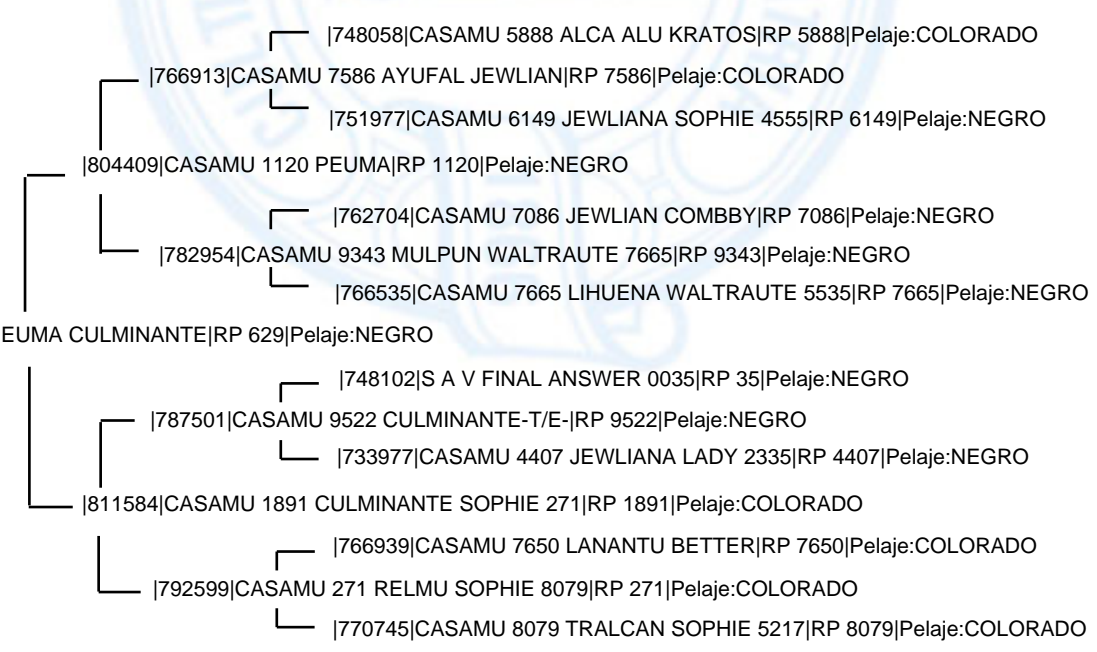 |748058|CASAMU 5888 ALCA ALU KRATOS|RP 5888|Pelaje:COLORADO
|766913|CASAMU 7586 AYUFAL JEWLIAN|RP 7586|Pelaje:COLORADO
|751977|CASAMU 6149 JEWLIANA SOPHIE 4555|RP 6149|Pelaje:NEGRO
|804409|CASAMU 1120 PEUMA|RP 1120|Pelaje:NEGRO
|762704|CASAMU 7086 JEWLIAN COMBBY|RP 7086|Pelaje:NEGRO
|782954|CASAMU 9343 MULPUN WALTRAUTE 7665|RP 9343|Pelaje:NEGRO
|766535|CASAMU 7665 LIHUENA WALTRAUTE 5535|RP 7665|Pelaje:NEGRO
EUMA CULMINANTE|RP 629|Pelaje:NEGRO
|748102|S A V FINAL ANSWER 0035|RP 35|Pelaje:NEGRO
|787501|CASAMU 9522 CULMINANTE-T/E-|RP 9522|Pelaje:NEGRO
|733977|CASAMU 4407 JEWLIANA LADY 2335|RP 4407|Pelaje:NEGRO
|811584|CASAMU 1891 CULMINANTE SOPHIE 271|RP 1891|Pelaje:COLORADO
|766939|CASAMU 7650 LANANTU BETTER|RP 7650|Pelaje:COLORADO
|792599|CASAMU 271 RELMU SOPHIE 8079|RP 271|Pelaje:COLORADO
|770745|CASAMU 8079 TRALCAN SOPHIE 5217|RP 8079|Pelaje:COLORADO